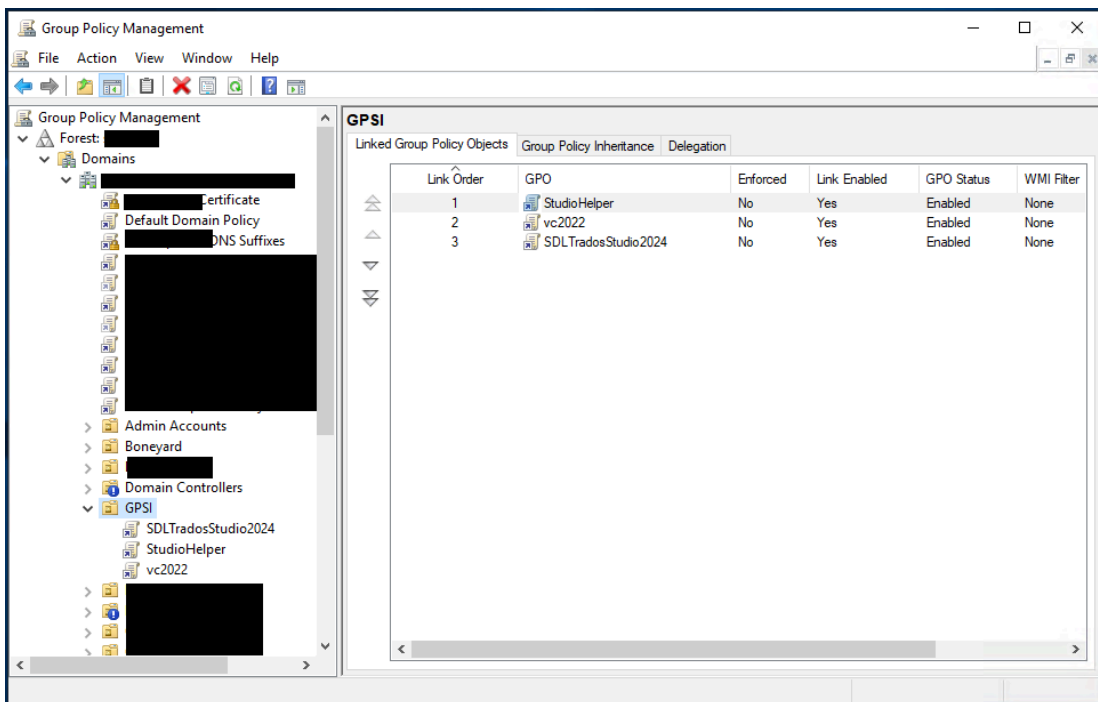 Group Policy Management
File Action View Window Help
Group Policy Management
Forest:
Domains
Certificate
Default Domain Policy
NS Suffixes
Admin Accounts
Boneyard
Domain Controllers
GPSI
SDLTradosStudio2024
StudioHelper
vc2022
GPSI
Linked Group Policy Objects Group Policy Inheritance Delegation
Link Order GPO Enforced Link Enabled GPO Status WMI Filter
1 StudioHelper No Yes Enabled None
2 vc2022 No Yes Enabled None
3 SDLTradosStudio2024 No Yes Enabled None